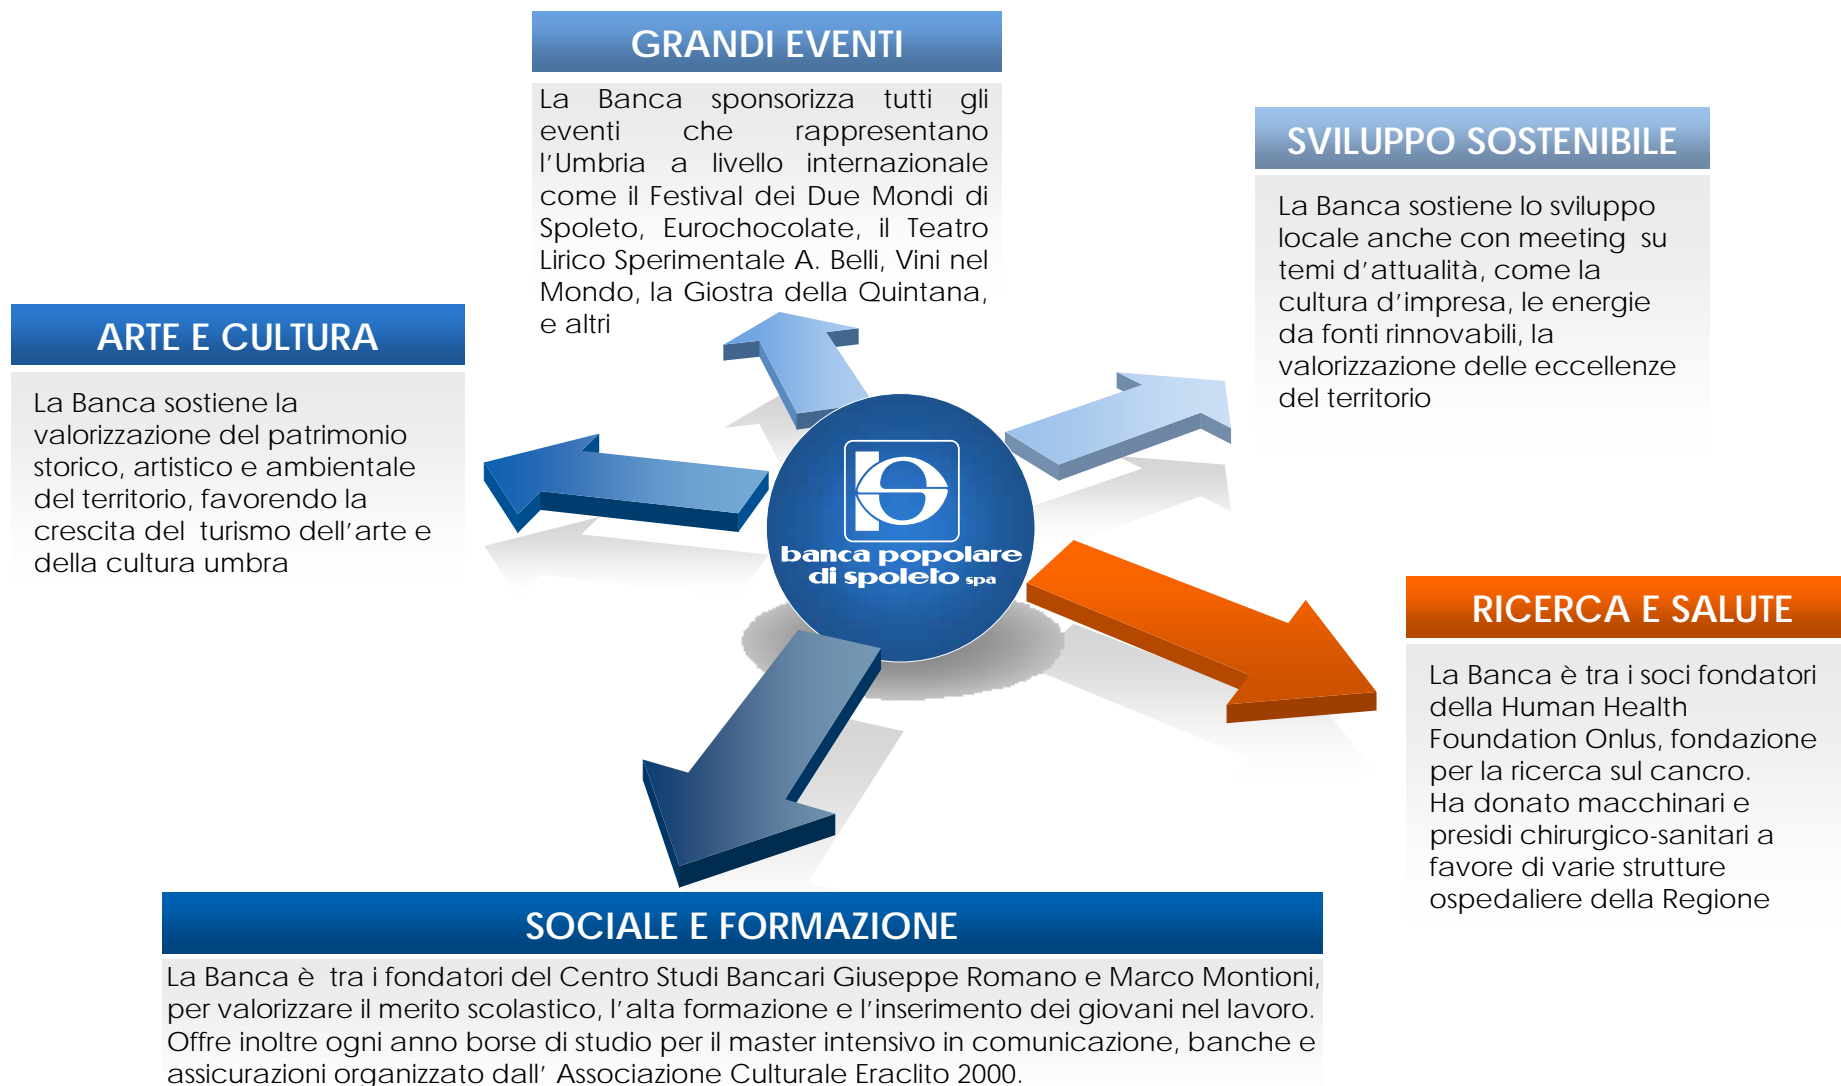 GRANDI EVENTI
La Banca sponsorizza tutti gli
eventi che rappresentano
l'Umbria a livello internazionale
come il Festival dei Due Mondi di
Spoleto, Eurochocolate, il Teatro
Lirico Sperimentale A. Belli, Vini nel
Mondo, la Giostra della Quintana,
e altri
SVILUPPO SOSTENIBILE
La Banca sostiene lo sviluppo
locale anche con meeting su
temi d'attualità, come la
cultura d'impresa, le energie
da fonti rinnovabili, la
valorizzazione delle eccellenze
del territorio
ARTE E CULTURA
La Banca sostiene la
valorizzazione del patrimonio
storico, artistico e ambientale
del territorio, favorendo la
crescita del turismo dell'arte e
della cultura umbra
banca popolare
di spoleto spa
RICERCA E SALUTE
La Banca è tra i soci fondatori
della Human Health
Foundation Onlus, fondazione
per la ricerca sul cancro.
Ha donato macchinari e
presidi chirurgico-sanitari a
favore di varie strutture
ospedaliere della Regione
SOCIALE E FORMAZIONE
La Banca è tra i fondatori del Centro Studi Bancari Giuseppe Romano e Marco Montioni,
per valorizzare il merito scolastico, l'alta formazione e l'inserimento dei giovani nel lavoro.
Offre inoltre ogni anno borse di studio per il master intensivo in comunicazione, banche e
assicurazioni organizzato dall' Associazione Culturale Eraclito 2000.